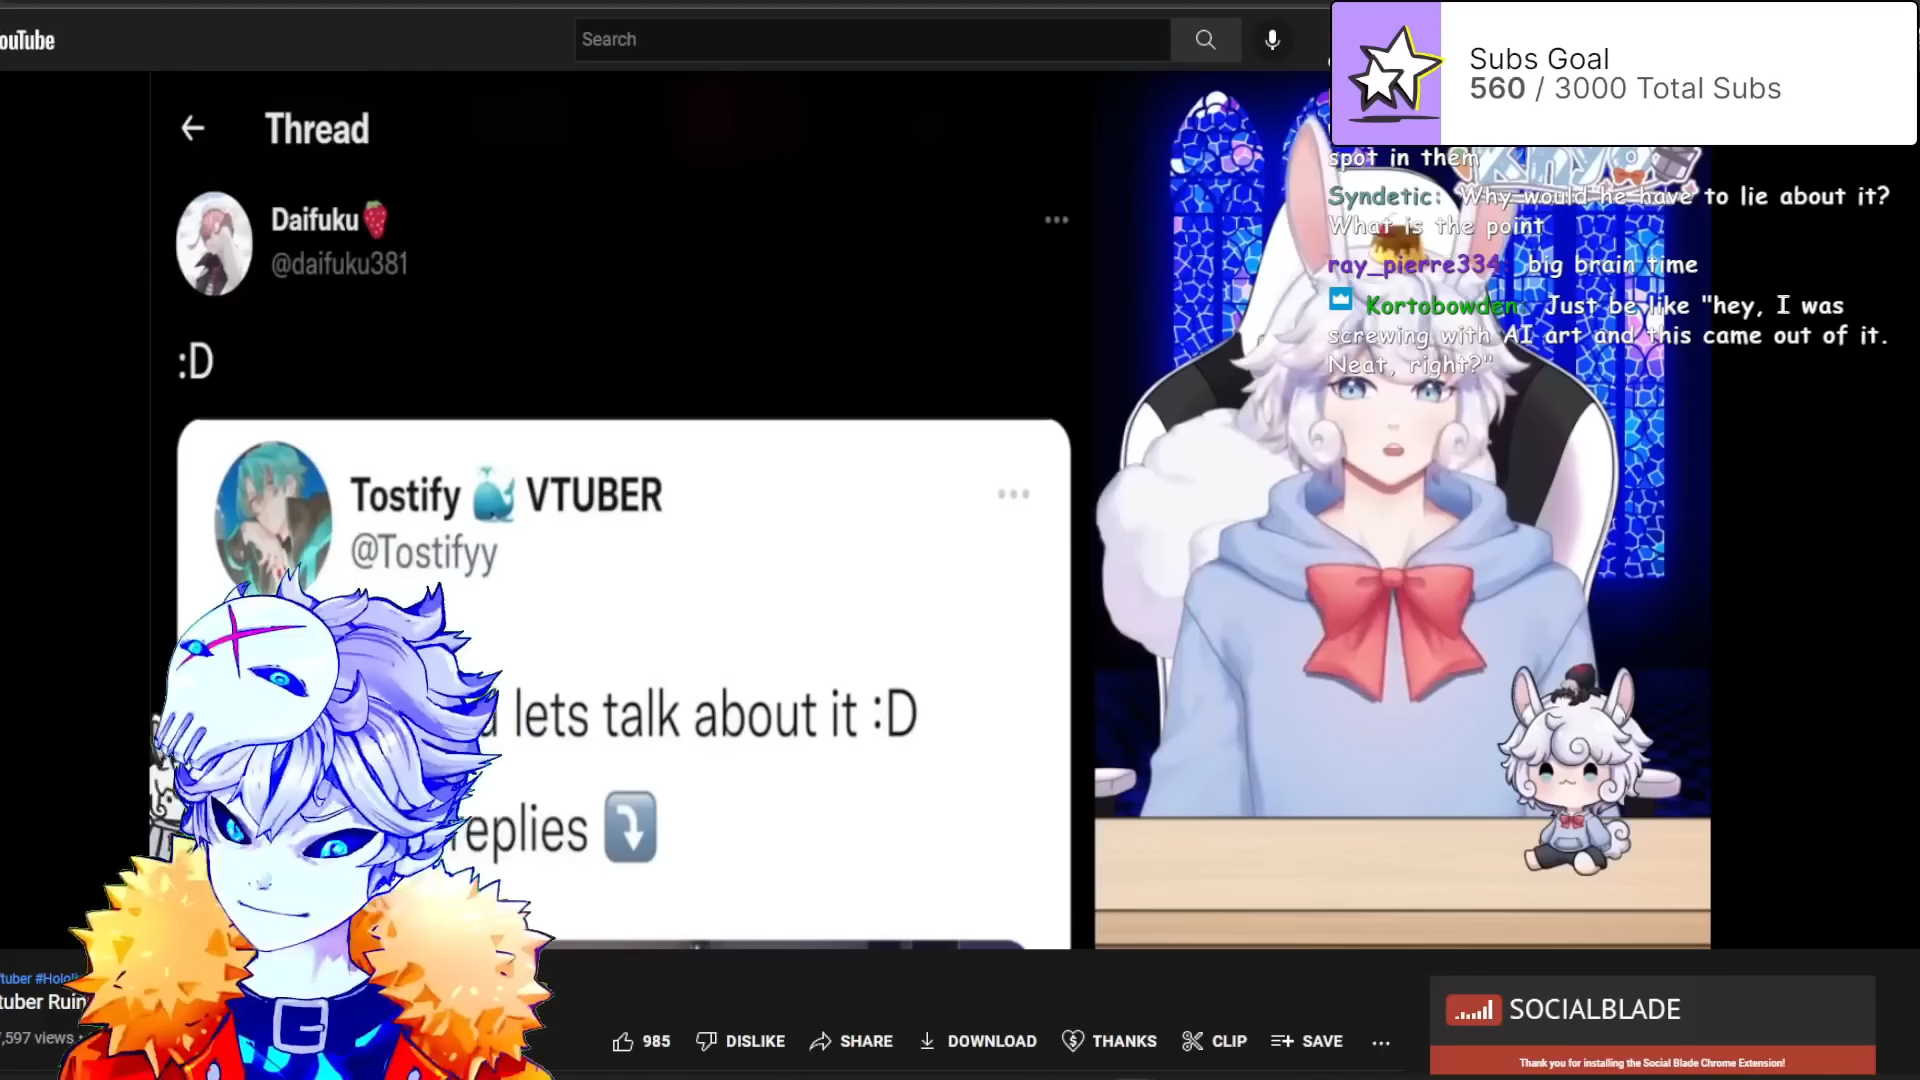 ouTube
Search
Subs Goal
560 / 3000 Total Subs
Thread
Daifuku
@daifuku381
:D
Tostify VTUBER
@Tostifyy
lets talk about it :D
eplies
spot in them
Syndetic: Why would he have to lie about it?
What is the point
ray_pierre334: big brain time
Kortobowden: Just be like "hey, I was
screwing with AI art and this came out of it.
Neat, right?"
tuber #Holo
tuber Ruin
,597 views
985
DISLIKE
SHARE
DOWNLOAD
THANKS
CLIP
SAVE
SOCIALBLADE
Thank you for installing the Social Blade Chrome Extension!